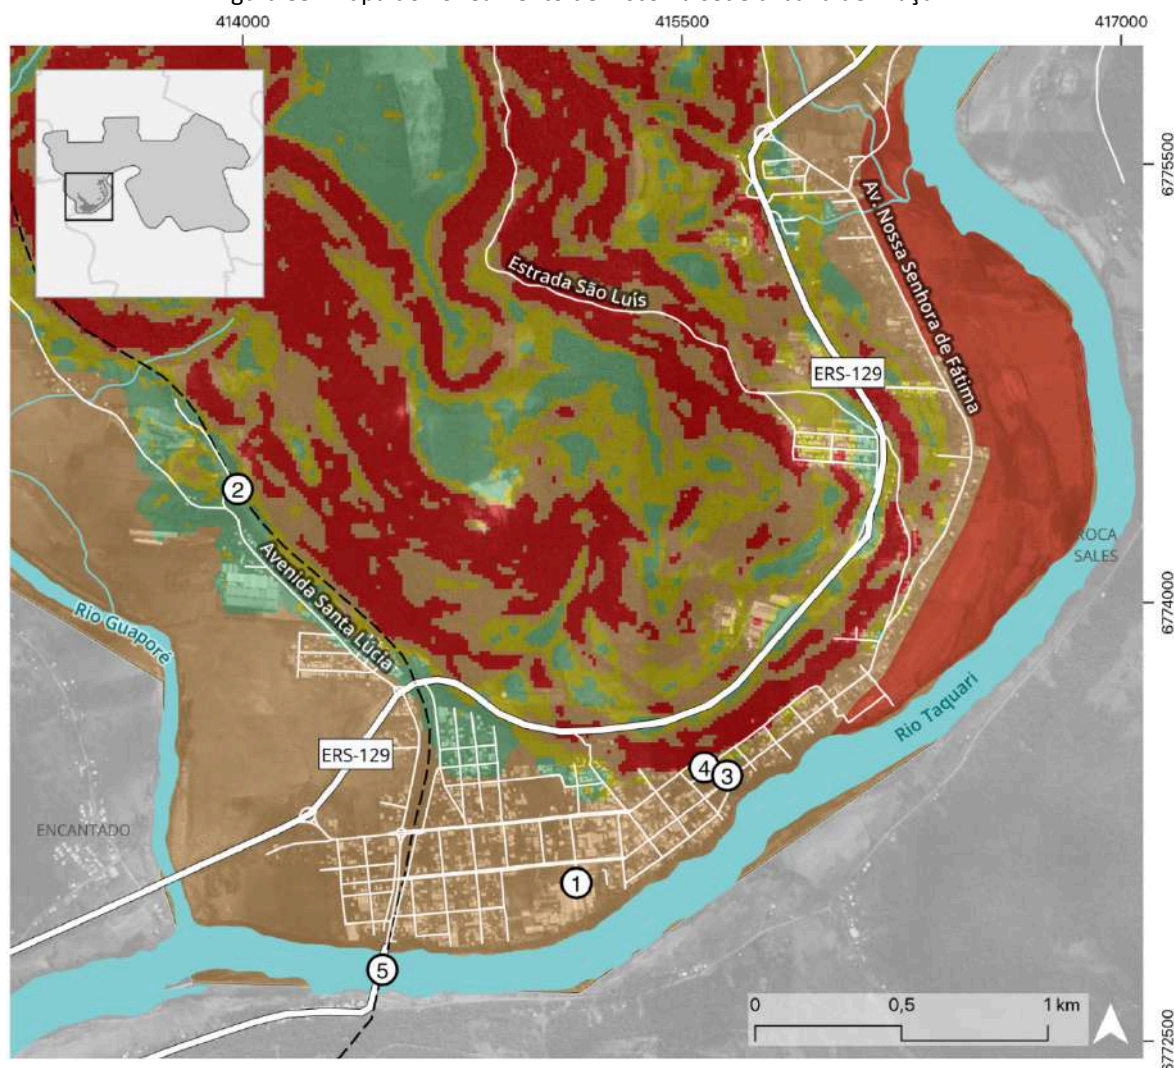 414000
415500
417000
6775500
Av. Nossa Senhora de Fátima
Estrada São Luís
ERS-129
2
ROCA
SALES
Avenida Santa Lúcia
Rio Guaporé
6774000
Rio Taquari
ERS-129
4
3
ENCANTADO
1
5
0
0,5
1 km
6772500